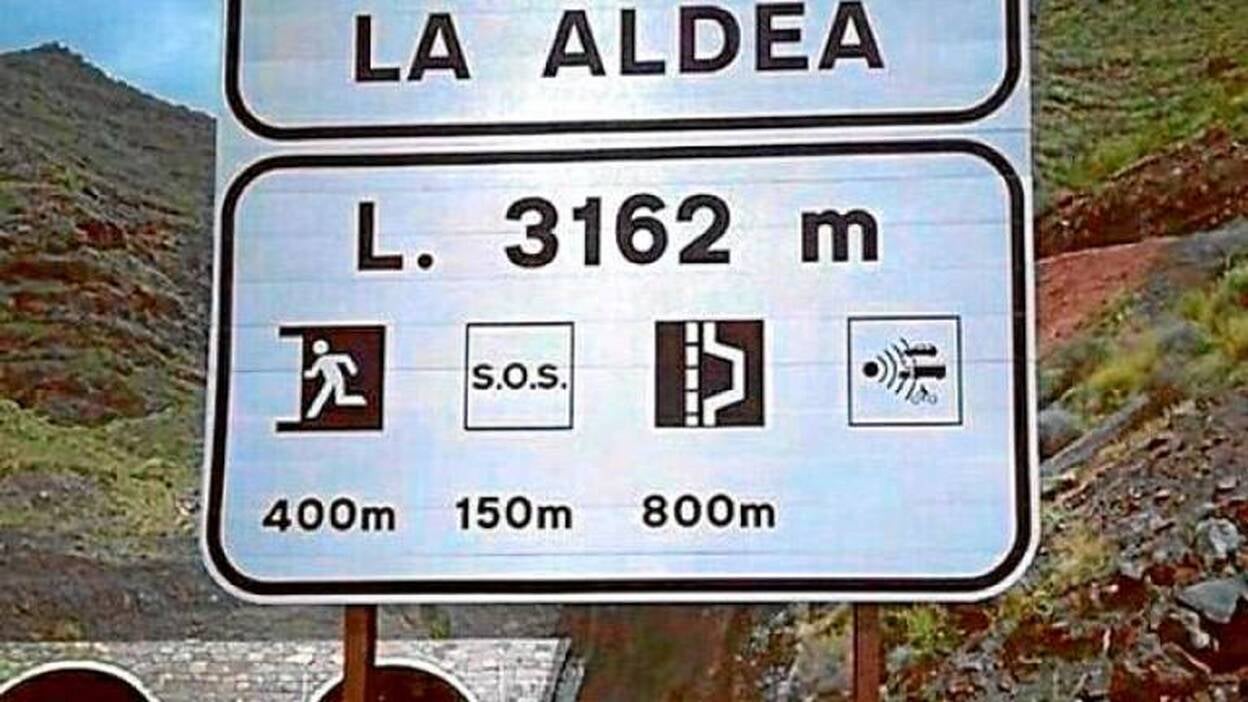 LA ALDEA
L. 3162 m
S.O.S.
400m 150m 800m